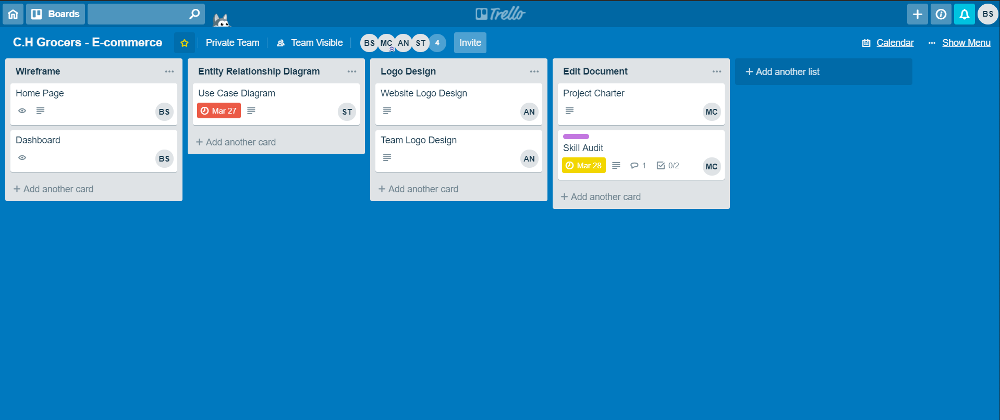 Boards
Trello
BS
C.H Grocers - E-commerce
Private Team
Team Visible
BS MC AN ST 4
Invite
Calendar
Show Menu
Wireframe
Home Page
BS
Dashboard
BS
+ Add another card
Entity Relationship Diagram
Use Case Diagram
Mar 27
ST
+ Add another card
Logo Design
Website Logo Design
AN
Team Logo Design
AN
+ Add another card
Edit Document
Project Charter
MC
Skill Audit
Mar 28 1 0/2
MC
+ Add another card
+ Add another list